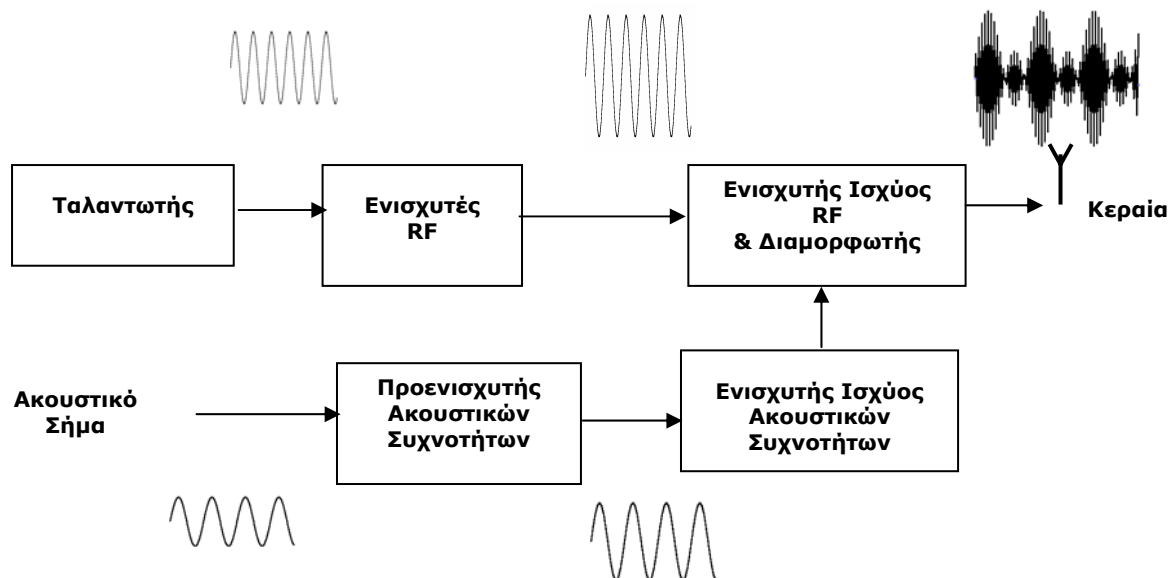 Ταλαντωτής
Ενισχυτές
RF
Ενισχυτής Ισχύος
RF
& Διαμορφωτής
Κεραία
Ακουστικό
Σήμα
Προενισχυτής
Ακουστικών
Συχνοτήτων
Ενισχυτής Ισχύος
Ακουστικών
Συχνοτήτων